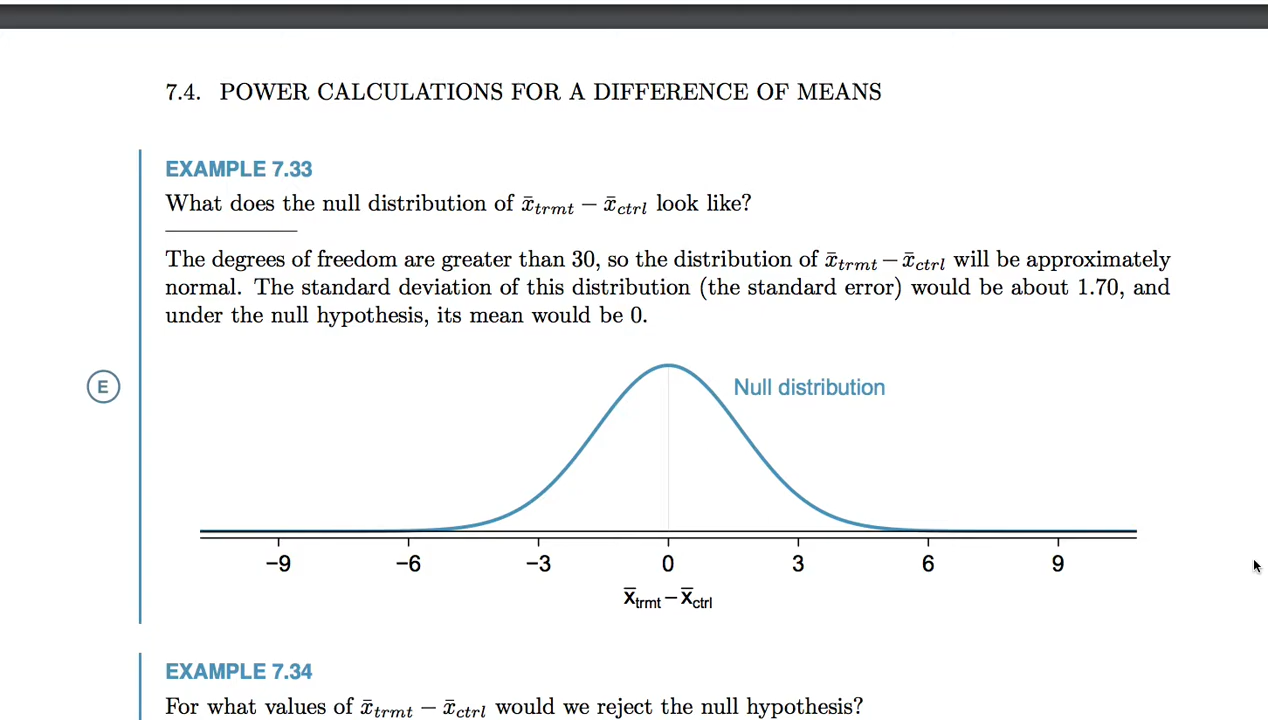 7.4. POWER CALCULATIONS FOR A DIFFERENCE OF MEANS
EXAMPLE 7.33
What does the null distribution of x̄trmt − x̄ctrl look like?
The degrees of freedom are greater than 30, so the distribution of x̄trmt − x̄ctrl will be approximately
normal. The standard deviation of this distribution (the standard error) would be about 1.70, and
under the null hypothesis, its mean would be 0.
E
Null distribution
−9 −6 −3 0 3 6 9
x̄trmt − x̄ctrl
EXAMPLE 7.34
For what values of x̄trmt − x̄ctrl would we reject the null hypothesis?